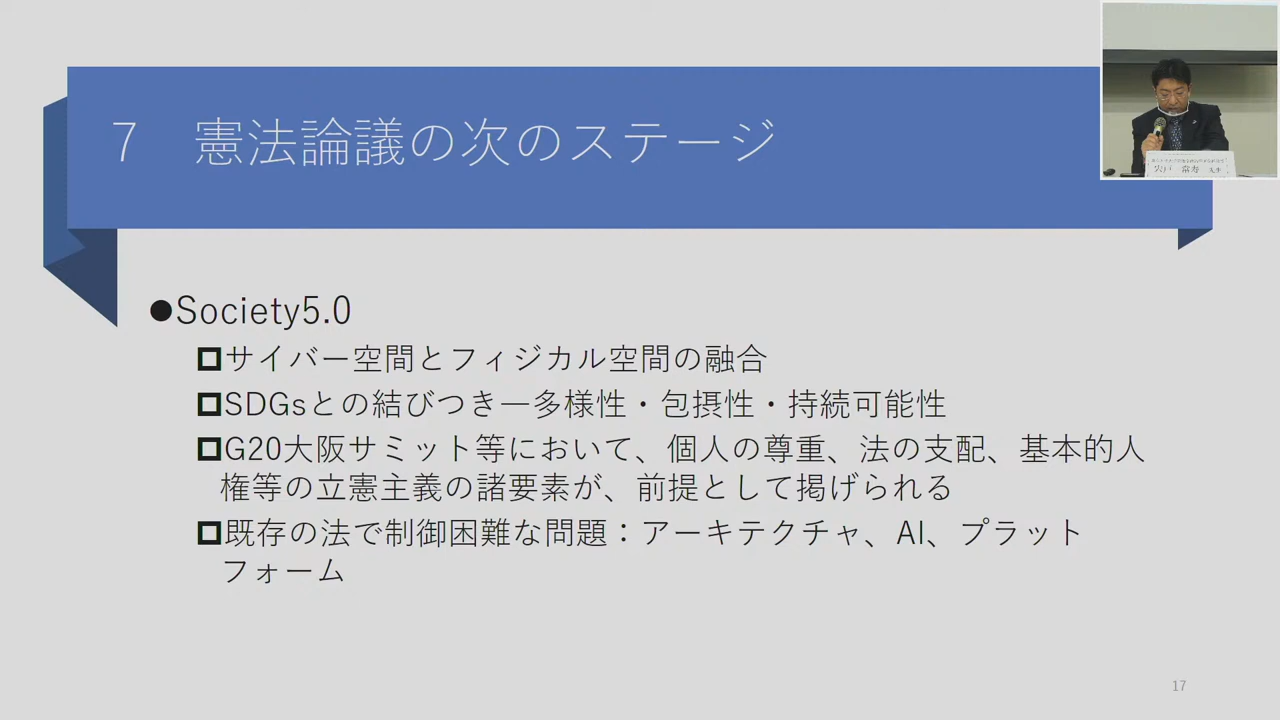 7　憲法論議の次のステージ
●Society5.0
サイバー空間とフィジカル空間の融合
SDGsとの結びつき―多様性・包摂性・持続可能性
G20大阪サミット等において、個人の尊重、法の支配、基本的人
権等の立憲主義の諸要素が、前提として掲げられる
既存の法で制御困難な問題：アーキテクチャ、AI、プラット
フォーム
宍戸 常寿 先生
17